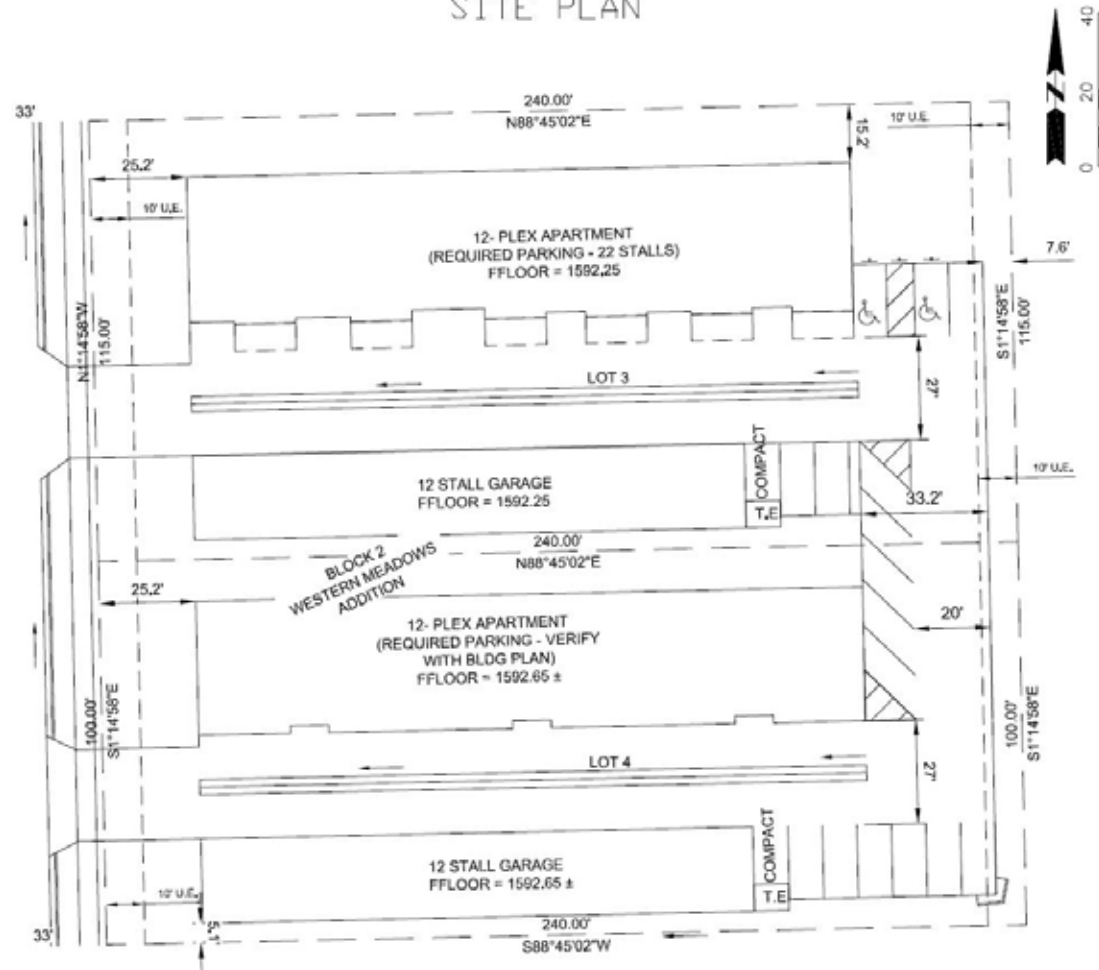 SITE PLAN
40
20
0
33'
240.00'
N88°45'02"E
15.2'
10' U.E.
25.2'
10' U.E.
12- PLEX APARTMENT
(REQUIRED PARKING - 22 STALLS)
FFLOOR = 1592.25
7.6'
N1°14'58"W
115.00'
S1°14'58"E
115.00'
LOT 3
27'
COMPACT
T.E
12 STALL GARAGE
FFLOOR = 1592.25
10' U.E.
33.2'
240.00'
N88°45'02"E
BLOCK 2
WESTERN MEADOWS
ADDITION
25.2'
12- PLEX APARTMENT
(REQUIRED PARKING - VERIFY
WITH BLDG PLAN)
FFLOOR = 1592.65 ±
20'
100.00'
S1°14'58"E
100.00'
S1°14'58"E
LOT 4
27'
COMPACT
T.E
12 STALL GARAGE
FFLOOR = 1592.65 ±
10' U.E.
33'
5.1'
240.00'
S88°45'02"W